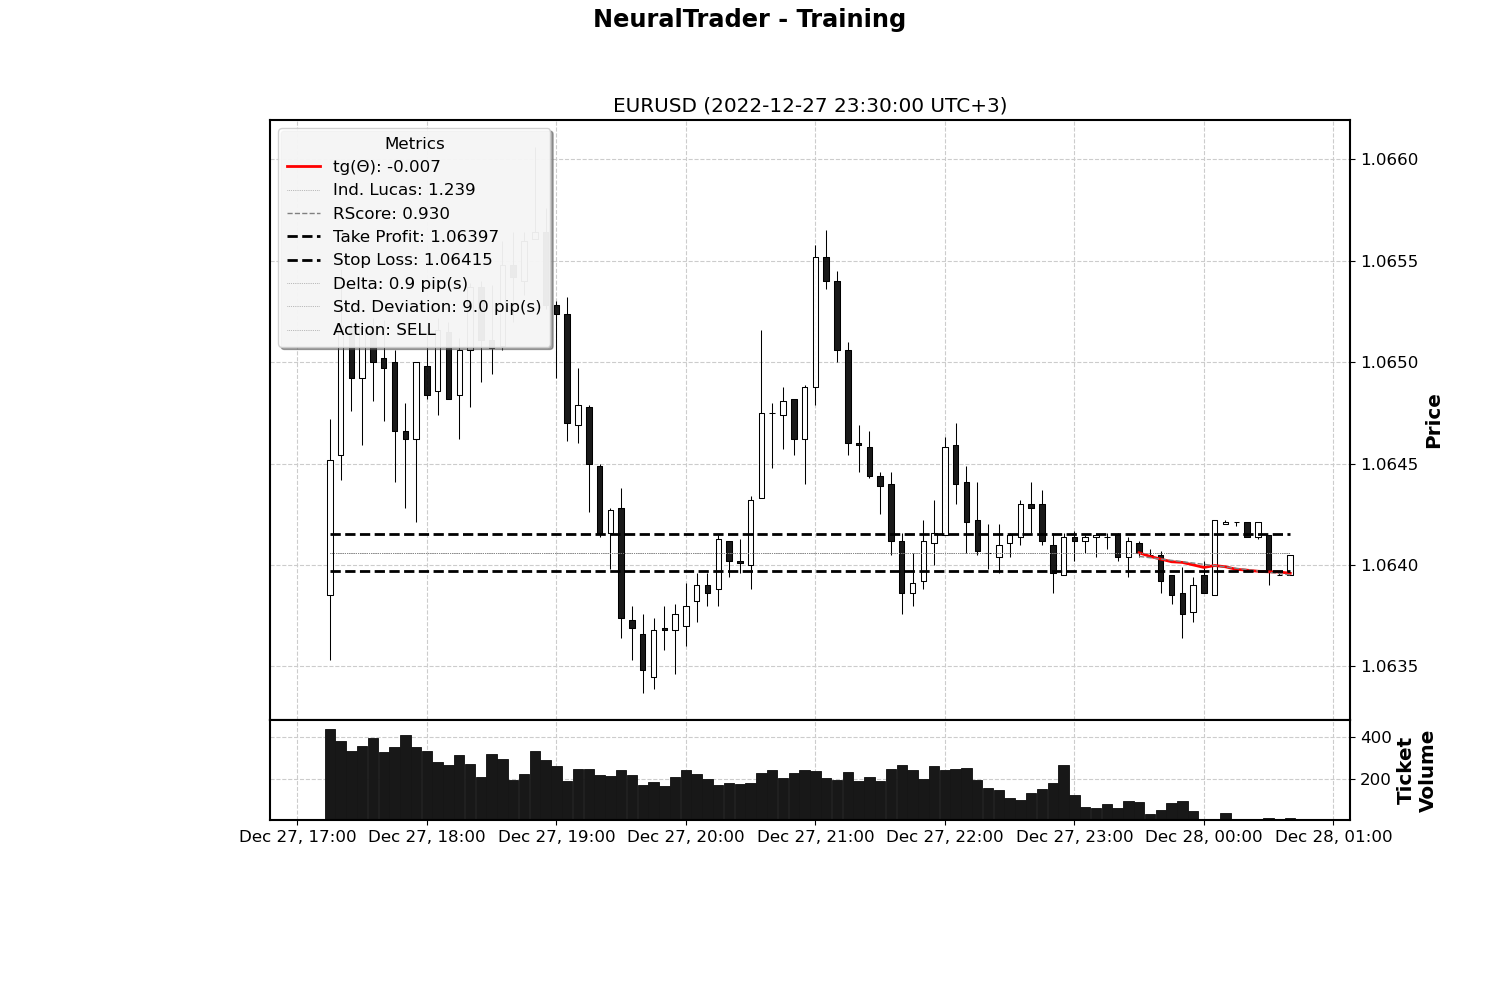 NeuralTrader - Training
EURUSD (2022-12-27 23:30:00 UTC+3)
Metrics
tg(Θ): -0.007
Ind. Lucas: 1.239
RScore: 0.930
Take Profit: 1.06397
Stop Loss: 1.06415
Delta: 0.9 pip(s)
Std. Deviation: 9.0 pip(s)
Action: SELL
1.0660
1.0655
1.0650
1.0645
1.0640
1.0635
Price
400
200
Ticket
Volume
Dec 27, 17:00
Dec 27, 18:00
Dec 27, 19:00
Dec 27, 20:00
Dec 27, 21:00
Dec 27, 22:00
Dec 27, 23:00
Dec 28, 00:00
Dec 28, 01:00